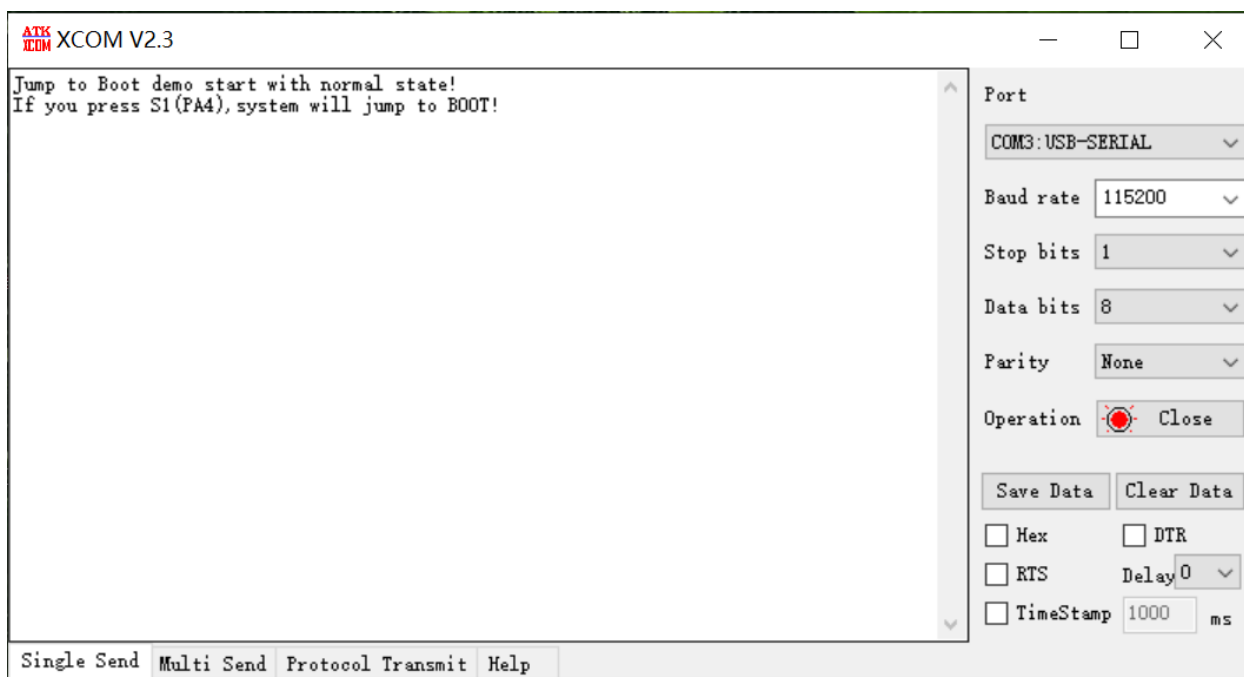 ATK
XCOM XCOM V2.3
Jump to Boot demo start with normal state!
If you press S1(PA4),system will jump to BOOT!
Port
COM3:USB-SERIAL
Baud rate 115200
Stop bits 1
Data bits 8
Parity None
Operation Close
Save Data Clear Data
Hex DTR
RTS Delay 0
TimeStamp 1000 ms
Single Send Multi Send Protocol Transmit Help